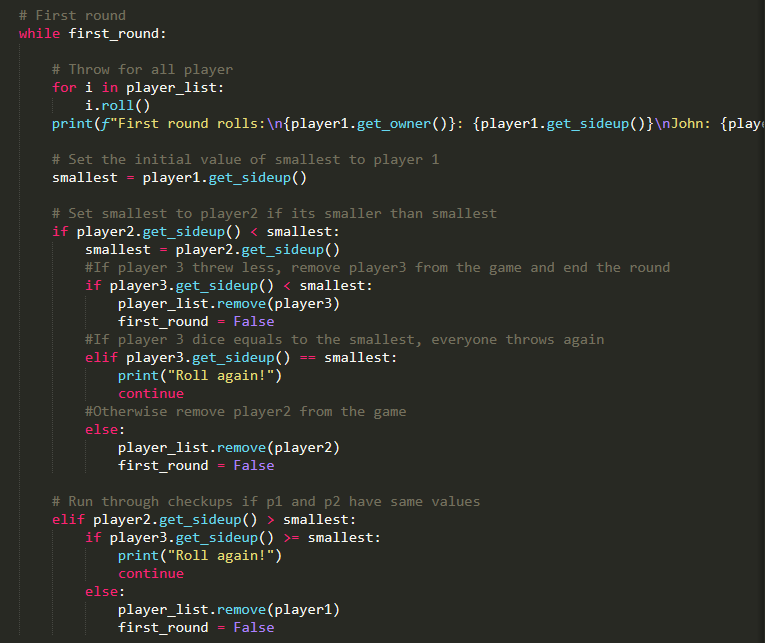 # First round
while first_round:
# Throw for all player
for i in player_list:
i.roll()
print(f"First round rolls:\n{player1.get_owner()}: {player1.get_sideup()}\nJohn: {play
# Set the initial value of smallest to player 1
smallest = player1.get_sideup()
# Set smallest to player2 if its smaller than smallest
if player2.get_sideup() < smallest:
smallest = player2.get_sideup()
#If player 3 threw less, remove player3 from the game and end the round
if player3.get_sideup() < smallest:
player_list.remove(player3)
first_round = False
#If player 3 dice equals to the smallest, everyone throws again
elif player3.get_sideup() == smallest:
print("Roll again!")
continue
#Otherwise remove player2 from the game
else:
player_list.remove(player2)
first_round = False
# Run through checkups if p1 and p2 have same values
elif player2.get_sideup() > smallest:
if player3.get_sideup() >= smallest:
print("Roll again!")
continue
else:
player_list.remove(player1)
first_round = False